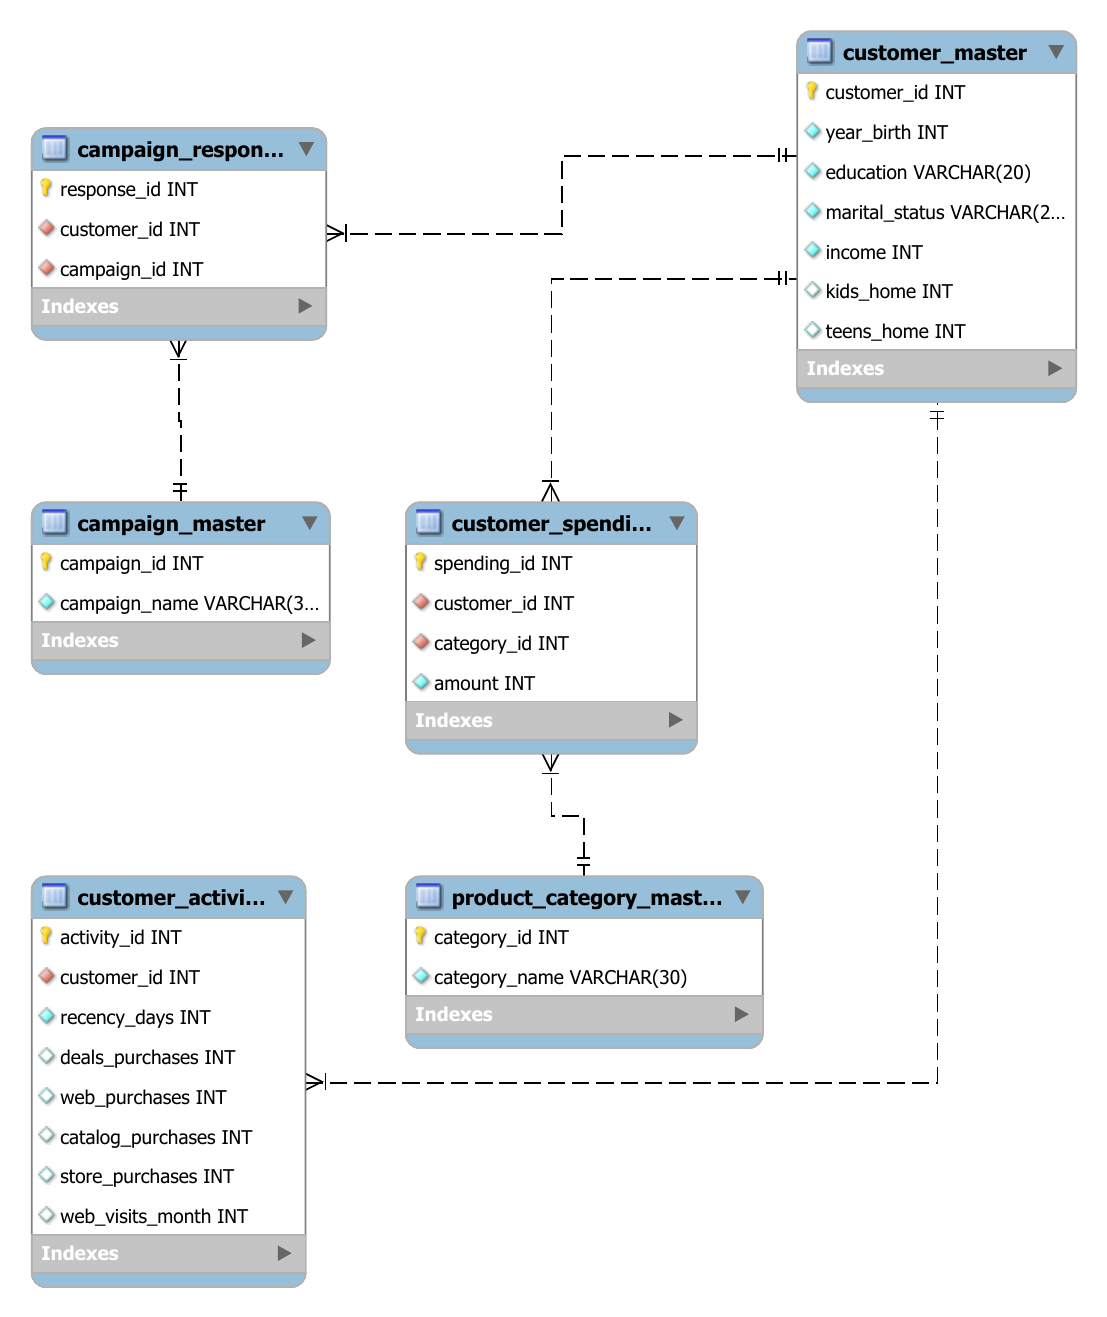 customer_master
customer_id INT
year_birth INT
education VARCHAR(20)
marital_status VARCHAR(2...
income INT
kids_home INT
teens_home INT
Indexes
campaign_respon...
response_id INT
customer_id INT
campaign_id INT
Indexes
campaign_master
campaign_id INT
campaign_name VARCHAR(3...
Indexes
customer_spendi...
spending_id INT
customer_id INT
category_id INT
amount INT
Indexes
customer_activi...
activity_id INT
customer_id INT
recency_days INT
deals_purchases INT
web_purchases INT
catalog_purchases INT
store_purchases INT
web_visits_month INT
Indexes
product_category_mast...
category_id INT
category_name VARCHAR(30)
Indexes